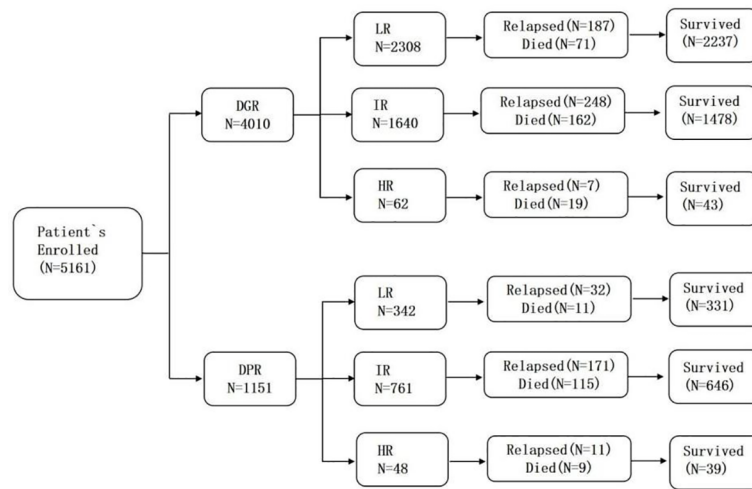 Patient`s
Enrolled
(N=5161)
DGR
N=4010
LR
N=2308
Relapsed(N=187)
Died(N=71)
Survived
(N=2237)
IR
N=1640
Relapsed(N=248)
Died(N=162)
Survived
(N=1478)
HR
N=62
Relapsed(N=7)
Died(N=19)
Survived
(N=43)
DPR
N=1151
LR
N=342
Relapsed(N=32)
Died(N=11)
Survived
(N=331)
IR
N=761
Relapsed(N=171)
Died(N=115)
Survived
(N=646)
HR
N=48
Relapsed(N=11)
Died(N=9)
Survived
(N=39)